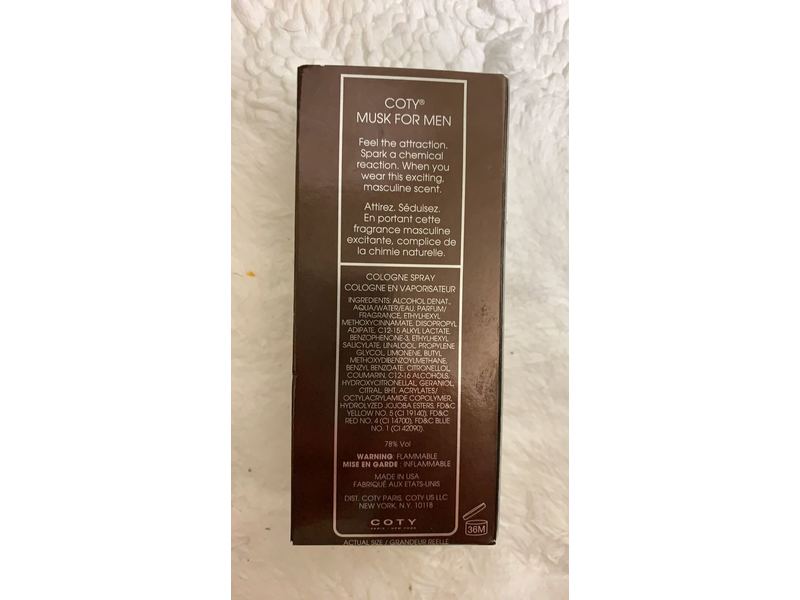 COTY®
MUSK FOR MEN
Feel the attraction.
Spark a chemical
reaction. When you
wear this exciting,
masculine scent.
Attirez. Séduisez.
En portant cette
fragrance masculine
excitante, complice de
la chimie naturelle.
COLOGNE SPRAY
COLOGNE EN VAPORISATEUR
INGREDIENTS: ALCOHOL DENAT.,
AQUA/WATER/EAU, PARFUM/
FRAGRANCE, ETHYLHEXYL
METHOXYCINNAMATE, DIISOPROPYL
ADIPATE, C12-15 ALKYL LACTATE,
BENZOPHENONE-3, ETHYLHEXYL
SALICYLATE, LINALOOL, PROPYLENE
GLYCOL, LIMONENE, BUTYL
METHOXYDIBENZOYLMETHANE,
BENZYL BENZOATE, CITRONELLOL,
COUMARIN, C12-16 ALCOHOLS,
HYDROXYCITRONELLAL, GERANIOL,
CITRAL, BHT, ACRYLATES/
OCTYLACRYLAMIDE COPOLYMER,
HYDROLYZED JOJOBA ESTERS, FD&C
YELLOW NO. 5 (CI 19140), FD&C
RED NO. 4 (CI 14700), FD&C BLUE
NO. 1 (CI 42090).
78% Vol
WARNING: FLAMMABLE
MISE EN GARDE : INFLAMMABLE
MADE IN USA
FABRIQUÉ AUX ETATS-UNIS
DIST. COTY PARIS, COTY US LLC
NEW YORK, N.Y. 10118
COTY
PARIS · NEW YORK
36M
ACTUAL SIZE / GRANDEUR REELLE